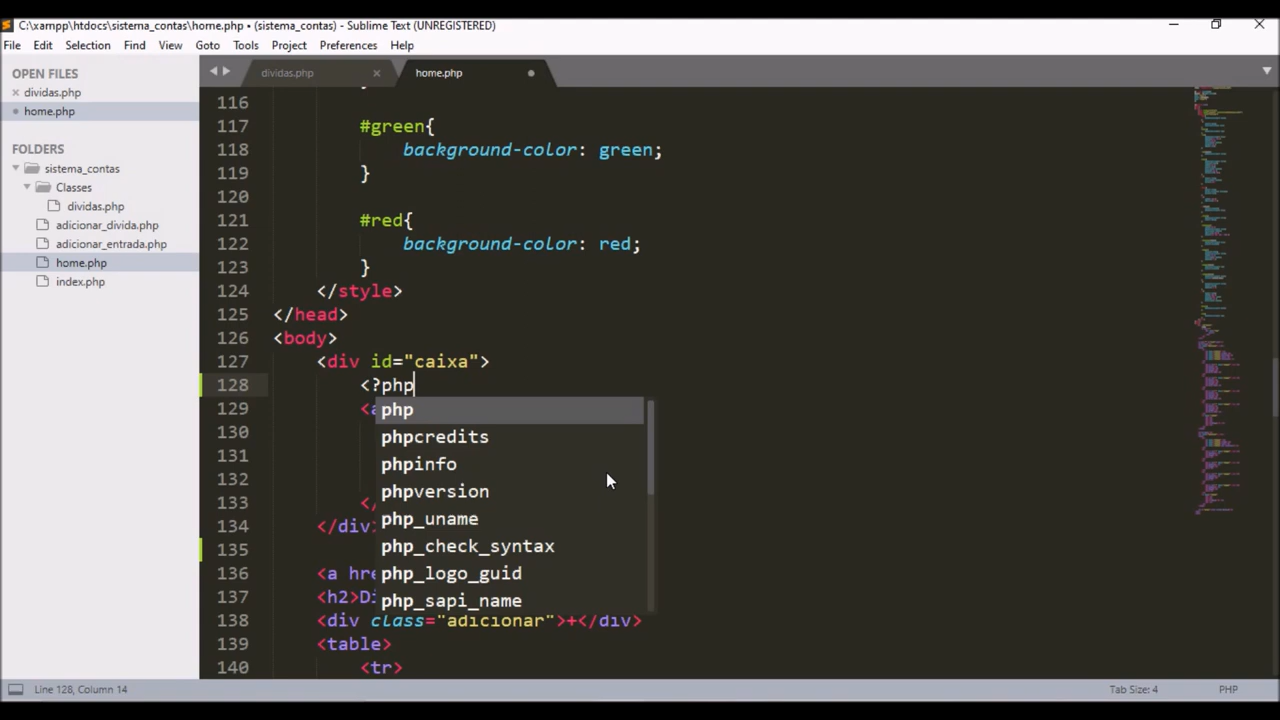 C:\xampp\htdocs\sistema_contas\home.php • (sistema_contas) - Sublime Text (UNREGISTERED)
File Edit Selection Find View Goto Tools Project Preferences Help
OPEN FILES
dividas.php
home.php
FOLDERS
sistema_contas
Classes
dividas.php
adicionar_divida.php
adicionar_entrada.php
home.php
index.php
dividas.php home.php
116
117 #green{
118 background-color: green;
119 }
120
121 #red{
122 background-color: red;
123 }
124 </style>
125 </head>
126 <body>
127 <div id="caixa">
128 <?php
129 <a
130
131
132
133 </
134 </div
135
136 <a hre
137 <h2>Di
138 <div class="adicionar">+</div>
139 <table>
140 <tr>
php
phpcredits
phpinfo
phpversion
php_uname
php_check_syntax
php_logo_guid
php_sapi_name
Line 128, Column 14 Tab Size: 4 PHP